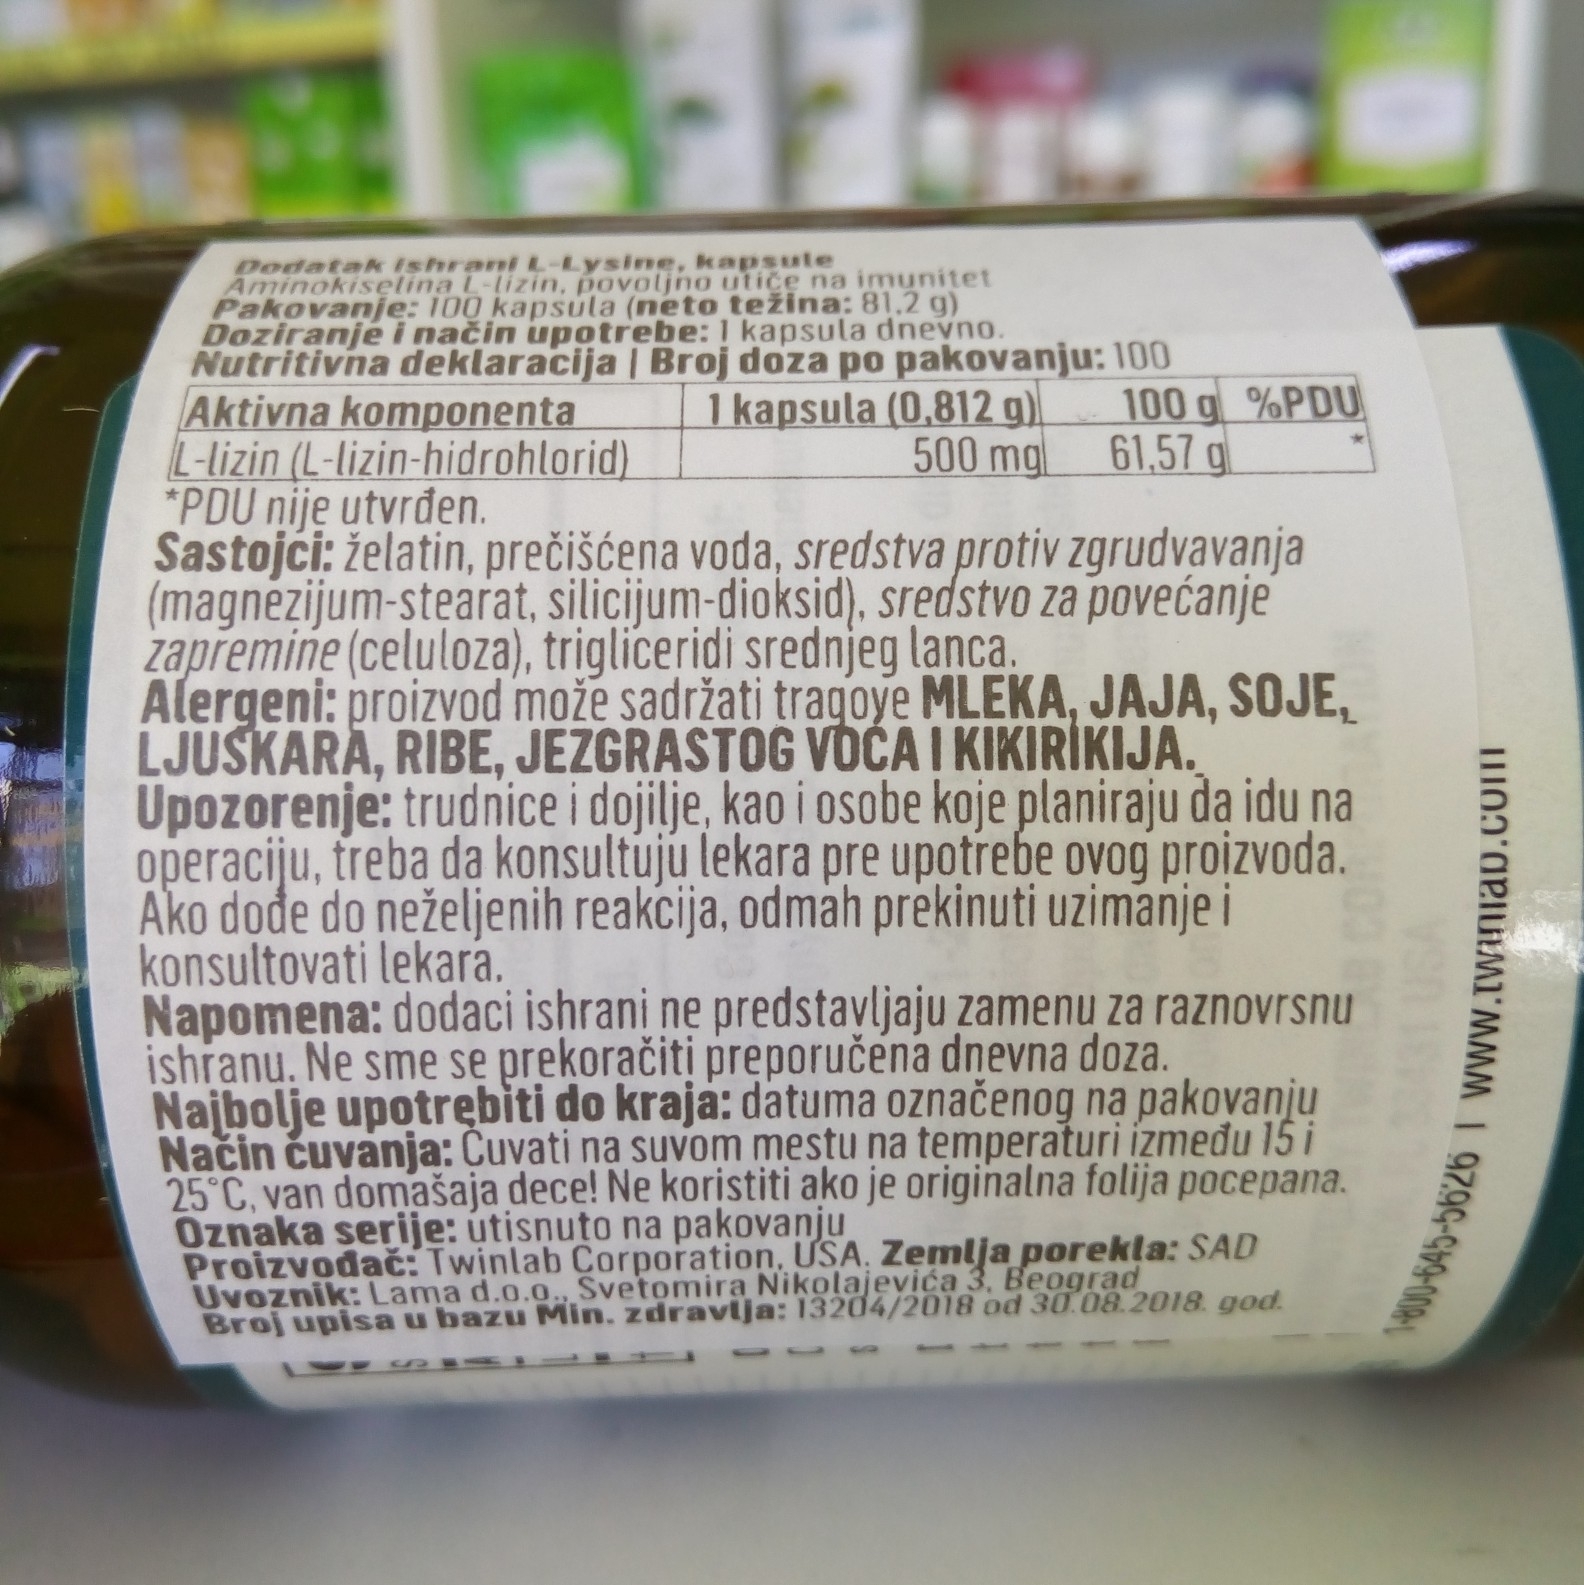 Dodatak ishrani L-Lysine, kapsule
Aminokiselina L-lizin, povoljno utiče na imunitet
Pakovanje: 100 kapsula (neto težina: 81,2 g)
Doziranje i način upotrebe: 1 kapsula dnevno.
Nutritivna deklaracija | Broj doza po pakovanju: 100
Aktivna komponenta 1 kapsula (0,812 g) 100 g %PDU
L-lizin (L-lizin-hidrohlorid) 500 mg 61,57 g *
*PDU nije utvrđen.
Sastojci: želatin, prečišćena voda, sredstva protiv zgrudvavanja
(magnezijum-stearat, silicijum-dioksid), sredstvo za povećanje
zapremine (celuloza), trigliceridi srednjeg lanca.
Alergeni: proizvod može sadržati tragove MLEKA, JAJA, SOJE,
LJUSKARA, RIBE, JEZGRASTOG VOĆA I KIKIRIKIJA.
Upozorenje: trudnice i dojilje, kao i osobe koje planiraju da idu na
operaciju, treba da konsultuju lekara pre upotrebe ovog proizvoda.
Ako dođe do neželjenih reakcija, odmah prekinuti uzimanje i
konsultovati lekara.
Napomena: dodaci ishrani ne predstavljaju zamenu za raznovrsnu
ishranu. Ne sme se prekoračiti preporučena dnevna doza.
Najbolje upotrebiti do kraja: datuma označenog na pakovanju
Način čuvanja: Čuvati na suvom mestu na temperaturi između 15 i
25°C, van domašaja dece! Ne koristiti ako je originalna folija pocepana.
Oznaka serije: utisnuto na pakovanju
Proizvođač: Twinlab Corporation, USA. Zemlja porekla: SAD
Uvoznik: Lama d.o.o., Svetomira Nikolajevića 3, Beograd
Broj upisa u bazu Min. zdravlja: 13204/2018 od 30.08.2018. god.
1-800-645-5626 | www.twinlab.com